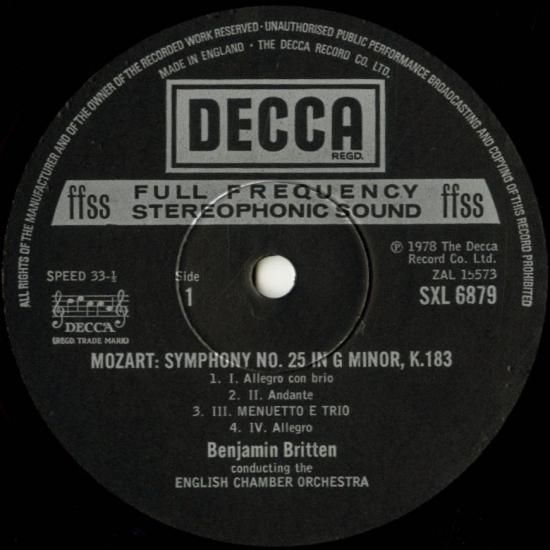 ALL RIGHTS OF THE MANUFACTURER AND OF THE OWNER OF THE RECORDED WORK RESERVED · UNAUTHORISED PUBLIC PERFORMANCE BROADCASTING AND COPYING OF THIS RECORD PROHIBITED
MADE IN ENGLAND · THE DECCA RECORD CO. LTD.
DECCA
REGD.
ffss FULL FREQUENCY ffss
STEREOPHONIC SOUND
℗ 1978 The Decca
Record Co. Ltd.
SPEED 33-⅓
Side
1
ZAL 15573
SXL 6879
DECCA
(REGD. TRADE MARK)
MOZART: SYMPHONY NO. 25 IN G MINOR, K.183
1. I. Allegro con brio
2. II. Andante
3. III. MENUETTO E TRIO
4. IV. Allegro
Benjamin Britten
conducting the
ENGLISH CHAMBER ORCHESTRA